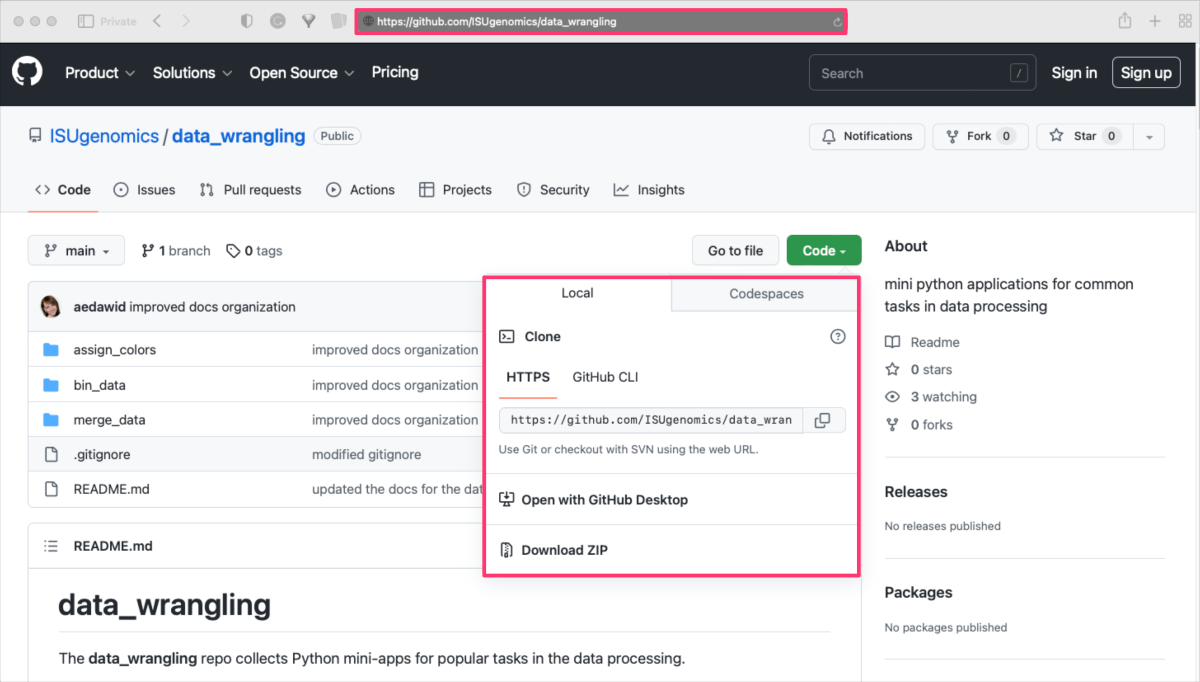 Private
https://github.com/ISUgenomics/data_wrangling
Product Solutions Open Source Pricing Search / Sign in Sign up
ISUgenomics / data_wrangling Public
Notifications Fork 0 Star 0
Code Issues Pull requests Actions Projects Security Insights
main 1 branch 0 tags Go to file Code
aedawid improved docs organization
assign_colors improved docs organization
bin_data improved docs organization
merge_data improved docs organization
.gitignore modified gitignore
README.md updated the docs for the dat
Local Codespaces
Clone
HTTPS GitHub CLI
https://github.com/ISUgenomics/data_wran
Use Git or checkout with SVN using the web URL.
Open with GitHub Desktop
Download ZIP
README.md
data_wrangling
The data_wrangling repo collects Python mini-apps for popular tasks in the data processing.
About
mini python applications for common
tasks in data processing
Readme
0 stars
3 watching
0 forks
Releases
No releases published
Packages
No packages published